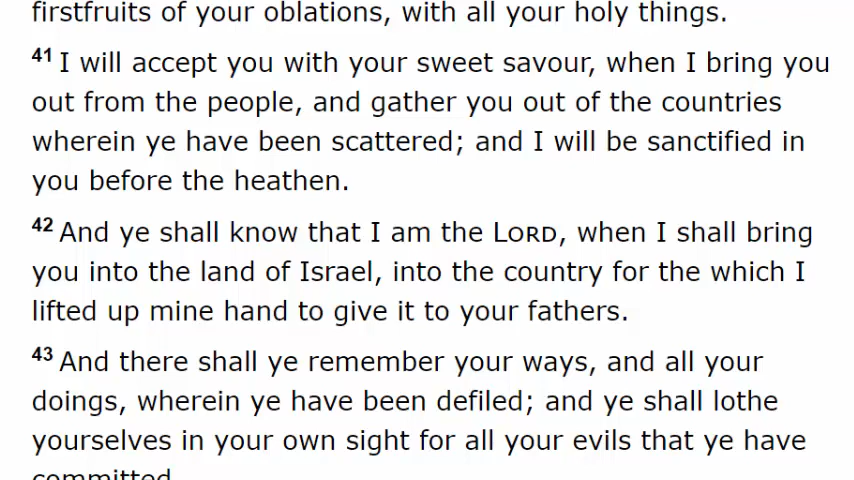 firstfruits of your oblations, with all your holy things.
41 I will accept you with your sweet savour, when I bring you
out from the people, and gather you out of the countries
wherein ye have been scattered; and I will be sanctified in
you before the heathen.
42 And ye shall know that I am the LORD, when I shall bring
you into the land of Israel, into the country for the which I
lifted up mine hand to give it to your fathers.
43 And there shall ye remember your ways, and all your
doings, wherein ye have been defiled; and ye shall lothe
yourselves in your own sight for all your evils that ye have
committed.